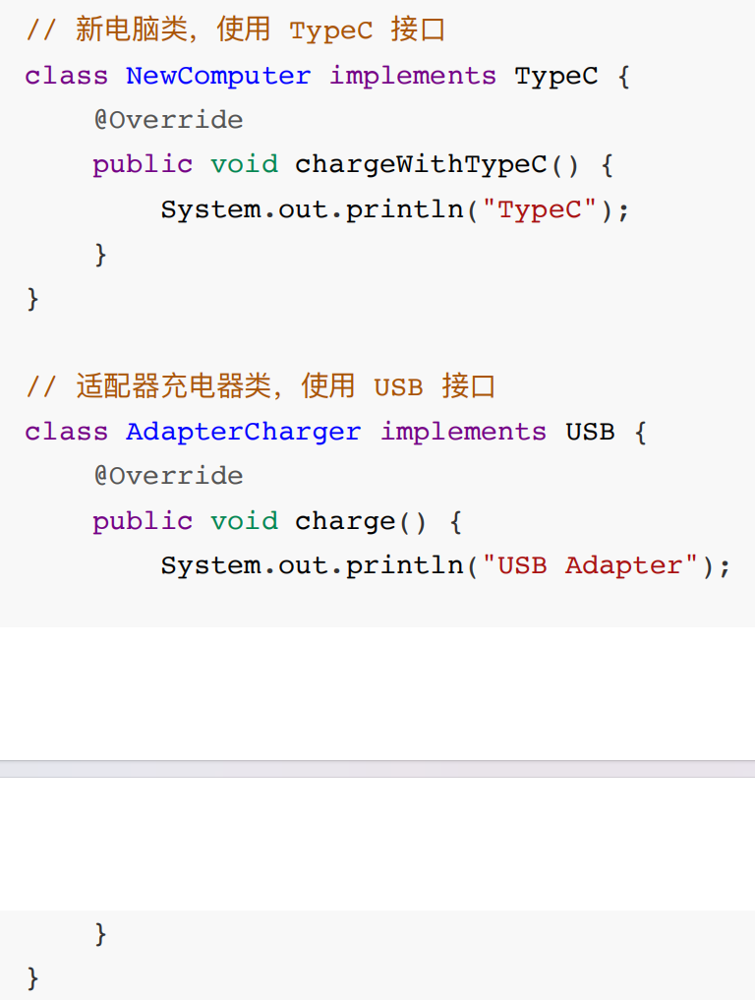 // 新电脑类，使用 TypeC 接口
class NewComputer implements TypeC {
@Override
public void chargeWithTypeC() {
System.out.println("TypeC");
}
}
// 适配器充电器类，使用 USB 接口
class AdapterCharger implements USB {
@Override
public void charge() {
System.out.println("USB Adapter");
}
}